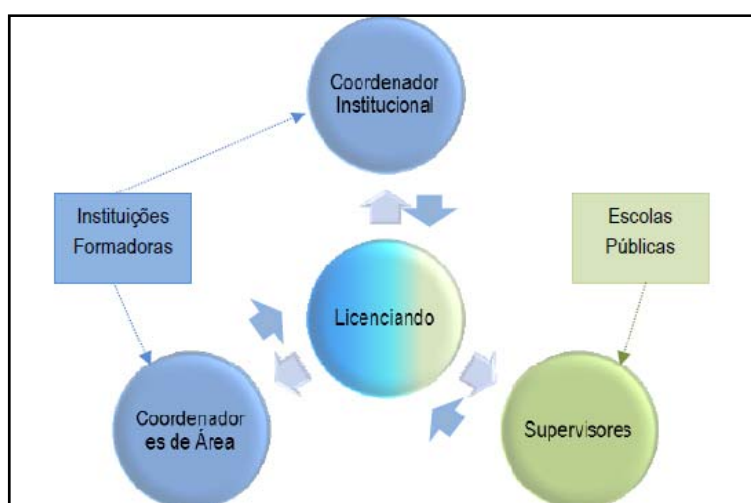 Coordenador
Institucional
Instituições
Formadoras
Escolas
Públicas
Licenciando
Coordenador
es de Área
Supervisores